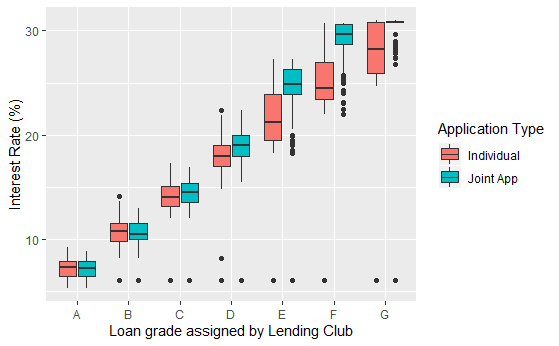 30
20
10
Interest Rate (%)
A B C D E F G
Loan grade assigned by Lending Club
Application Type
Individual
Joint App